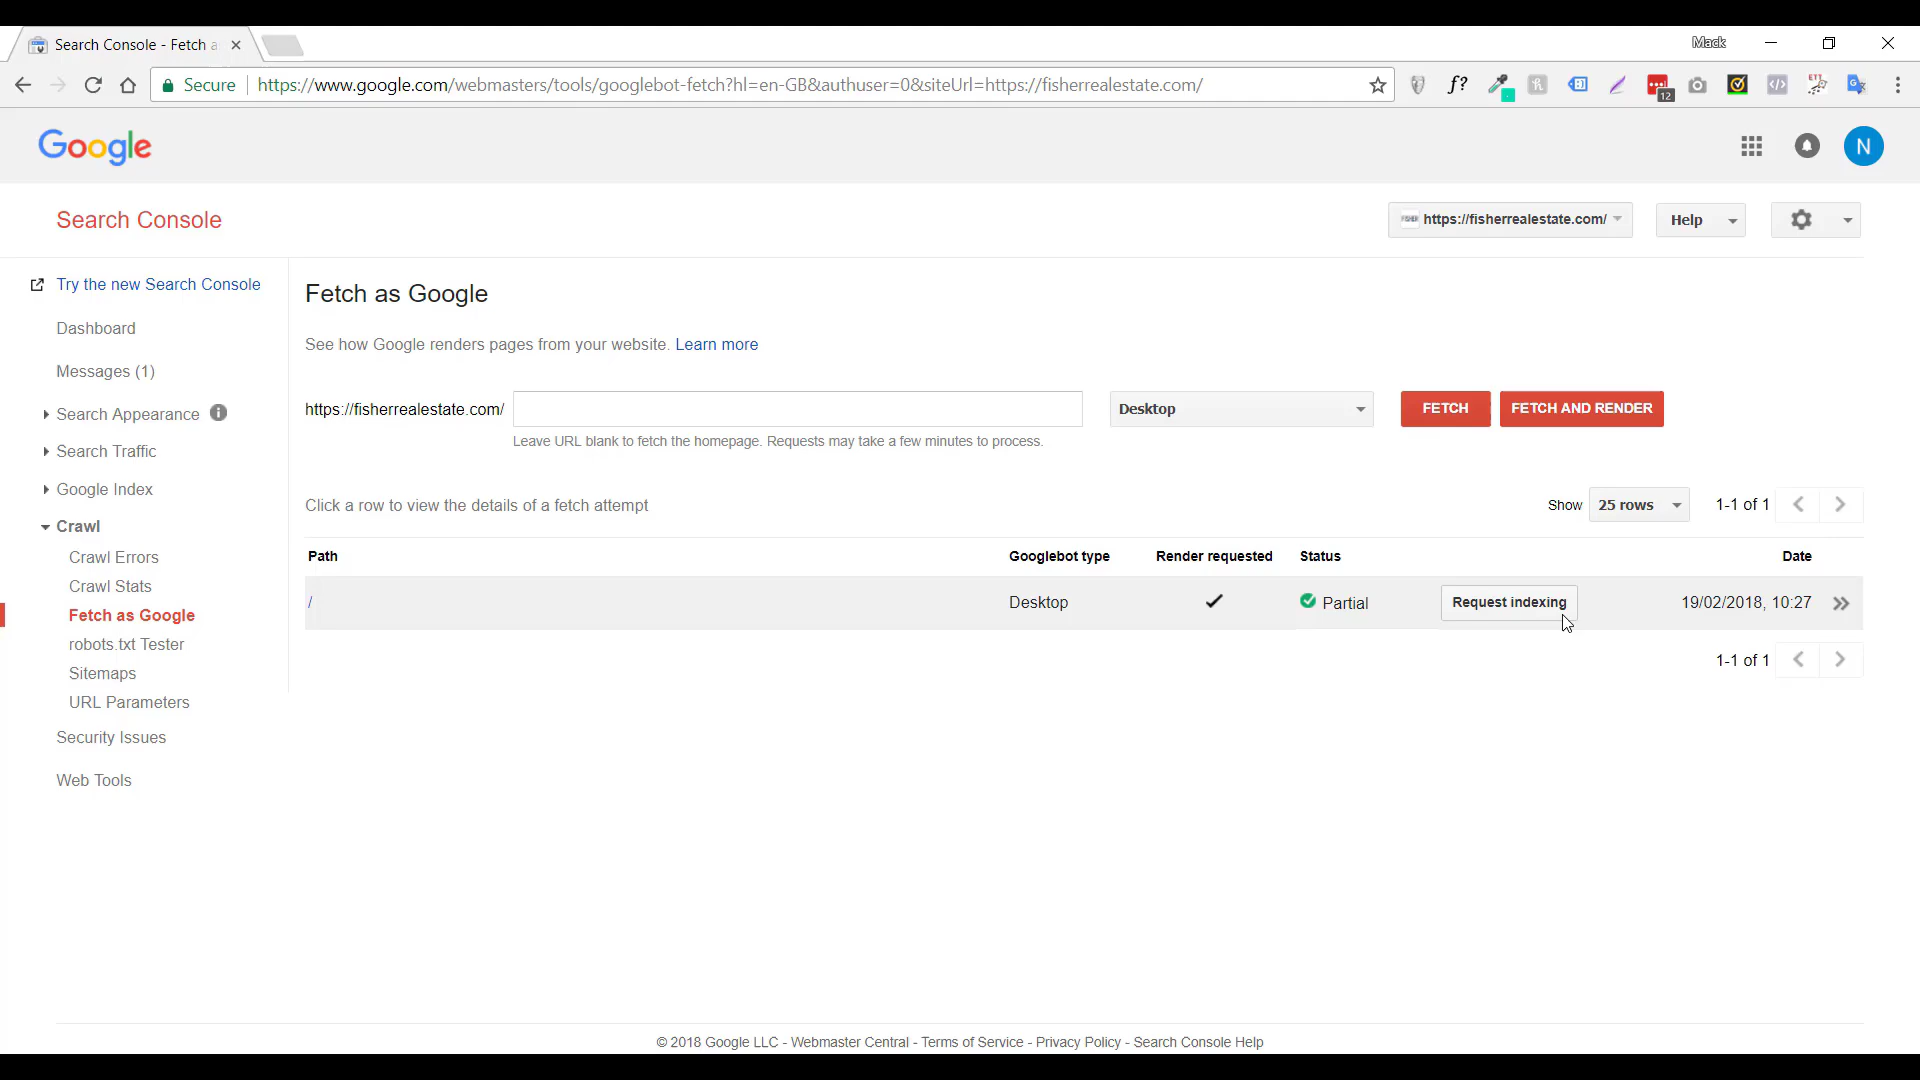 Search Console - Fetch a
Mack
Secure
https://www.google.com/webmasters/tools/googlebot-fetch?hl=en-GB&authuser=0&siteUrl=https://fisherrealestate.com/
f?
12
ETT
Google
N
Search Console
https://fisherrealestate.com/
Help
Try the new Search Console
Dashboard
Messages (1)
Search Appearance
Search Traffic
Google Index
Crawl
Crawl Errors
Crawl Stats
Fetch as Google
robots.txt Tester
Sitemaps
URL Parameters
Security Issues
Web Tools
Fetch as Google
See how Google renders pages from your website. Learn more
https://fisherrealestate.com/
Desktop
FETCH
FETCH AND RENDER
Leave URL blank to fetch the homepage. Requests may take a few minutes to process.
Click a row to view the details of a fetch attempt
Show 25 rows 1-1 of 1
Path Googlebot type Render requested Status Date
/ Desktop Partial Request indexing 19/02/2018, 10:27
1-1 of 1
© 2018 Google LLC - Webmaster Central - Terms of Service - Privacy Policy - Search Console Help